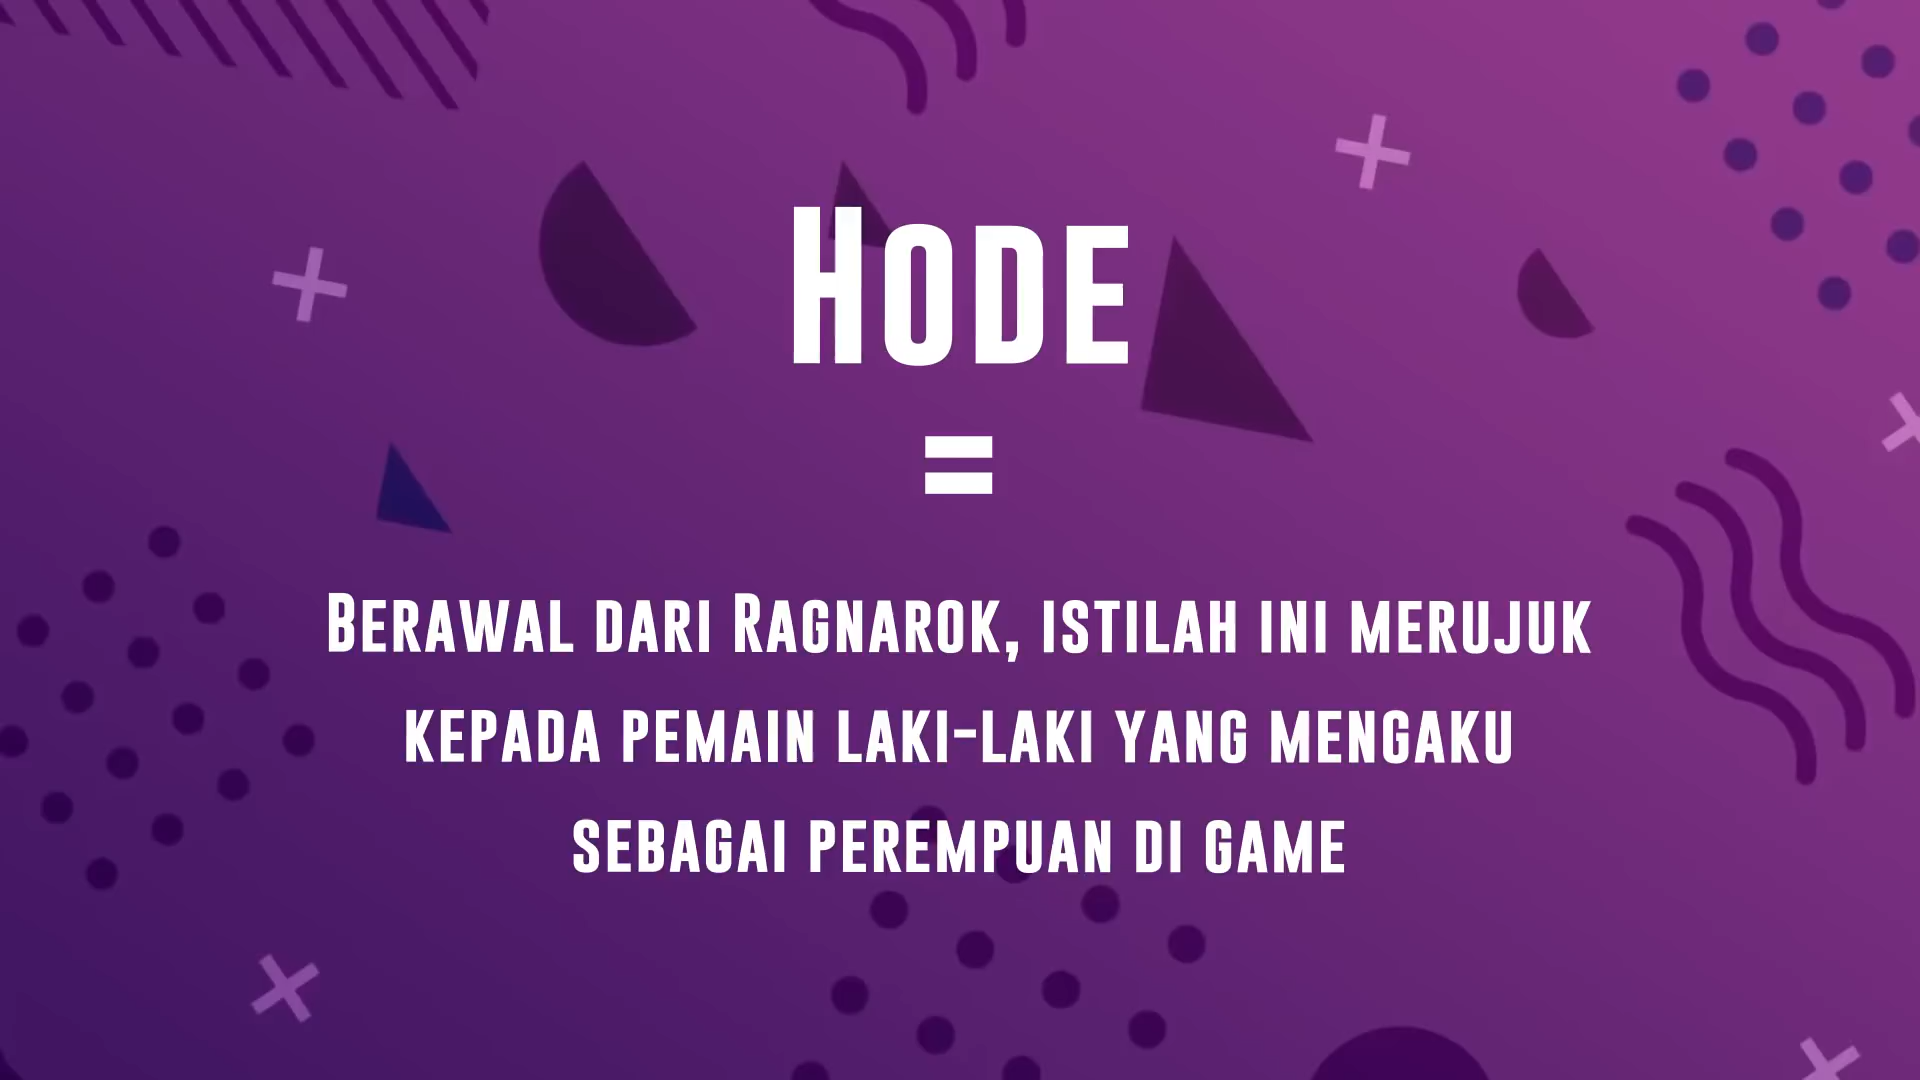 Hode
=
Berawal dari Ragnarok, istilah ini merujuk
kepada pemain laki-laki yang mengaku
sebagai perempuan di game